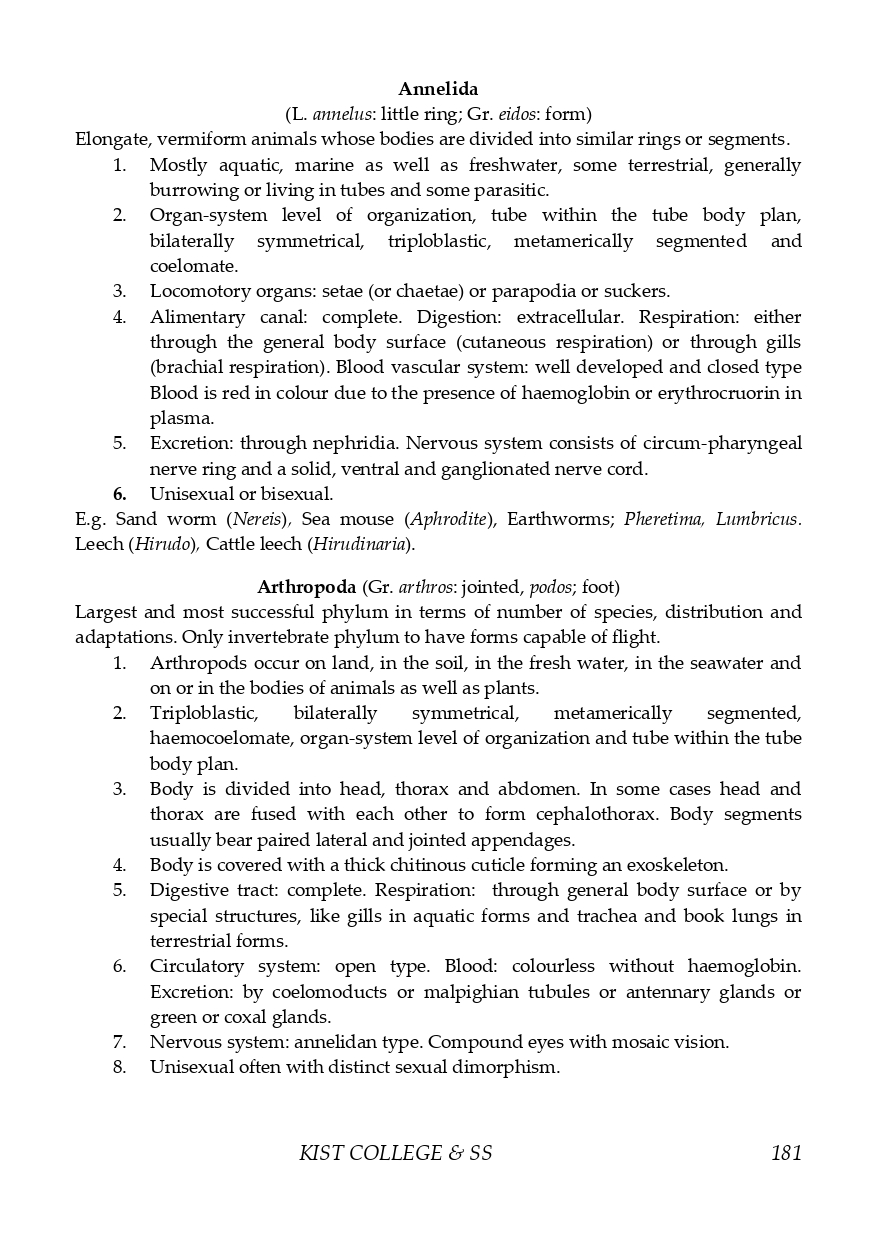 Annelida
(L. annelus: little ring; Gr. eidos: form)
Elongate, vermiform animals whose bodies are divided into similar rings or segments.
1. Mostly aquatic, marine as well as freshwater, some terrestrial, generally
burrowing or living in tubes and some parasitic.
2. Organ-system level of organization, tube within the tube body plan,
bilaterally symmetrical, triploblastic, metamerically segmented and
coelomate.
3. Locomotory organs: setae (or chaetae) or parapodia or suckers.
4. Alimentary canal: complete. Digestion: extracellular. Respiration: either
through the general body surface (cutaneous respiration) or through gills
(brachial respiration). Blood vascular system: well developed and closed type
Blood is red in colour due to the presence of haemoglobin or erythrocruorin in
plasma.
5. Excretion: through nephridia. Nervous system consists of circum-pharyngeal
nerve ring and a solid, ventral and ganglionated nerve cord.
6. Unisexual or bisexual.
E.g. Sand worm (Nereis), Sea mouse (Aphrodite), Earthworms; Pheretima, Lumbricus.
Leech (Hirudo), Cattle leech (Hirudinaria).
Arthropoda (Gr. arthros: jointed, podos; foot)
Largest and most successful phylum in terms of number of species, distribution and
adaptations. Only invertebrate phylum to have forms capable of flight.
1. Arthropods occur on land, in the soil, in the fresh water, in the seawater and
on or in the bodies of animals as well as plants.
2. Triploblastic, bilaterally symmetrical, metamerically segmented,
haemocoelomate, organ-system level of organization and tube within the tube
body plan.
3. Body is divided into head, thorax and abdomen. In some cases head and
thorax are fused with each other to form cephalothorax. Body segments
usually bear paired lateral and jointed appendages.
4. Body is covered with a thick chitinous cuticle forming an exoskeleton.
5. Digestive tract: complete. Respiration: through general body surface or by
special structures, like gills in aquatic forms and trachea and book lungs in
terrestrial forms.
6. Circulatory system: open type. Blood: colourless without haemoglobin.
Excretion: by coelomoducts or malpighian tubules or antennary glands or
green or coxal glands.
7. Nervous system: annelidan type. Compound eyes with mosaic vision.
8. Unisexual often with distinct sexual dimorphism.
KIST COLLEGE & SS 181